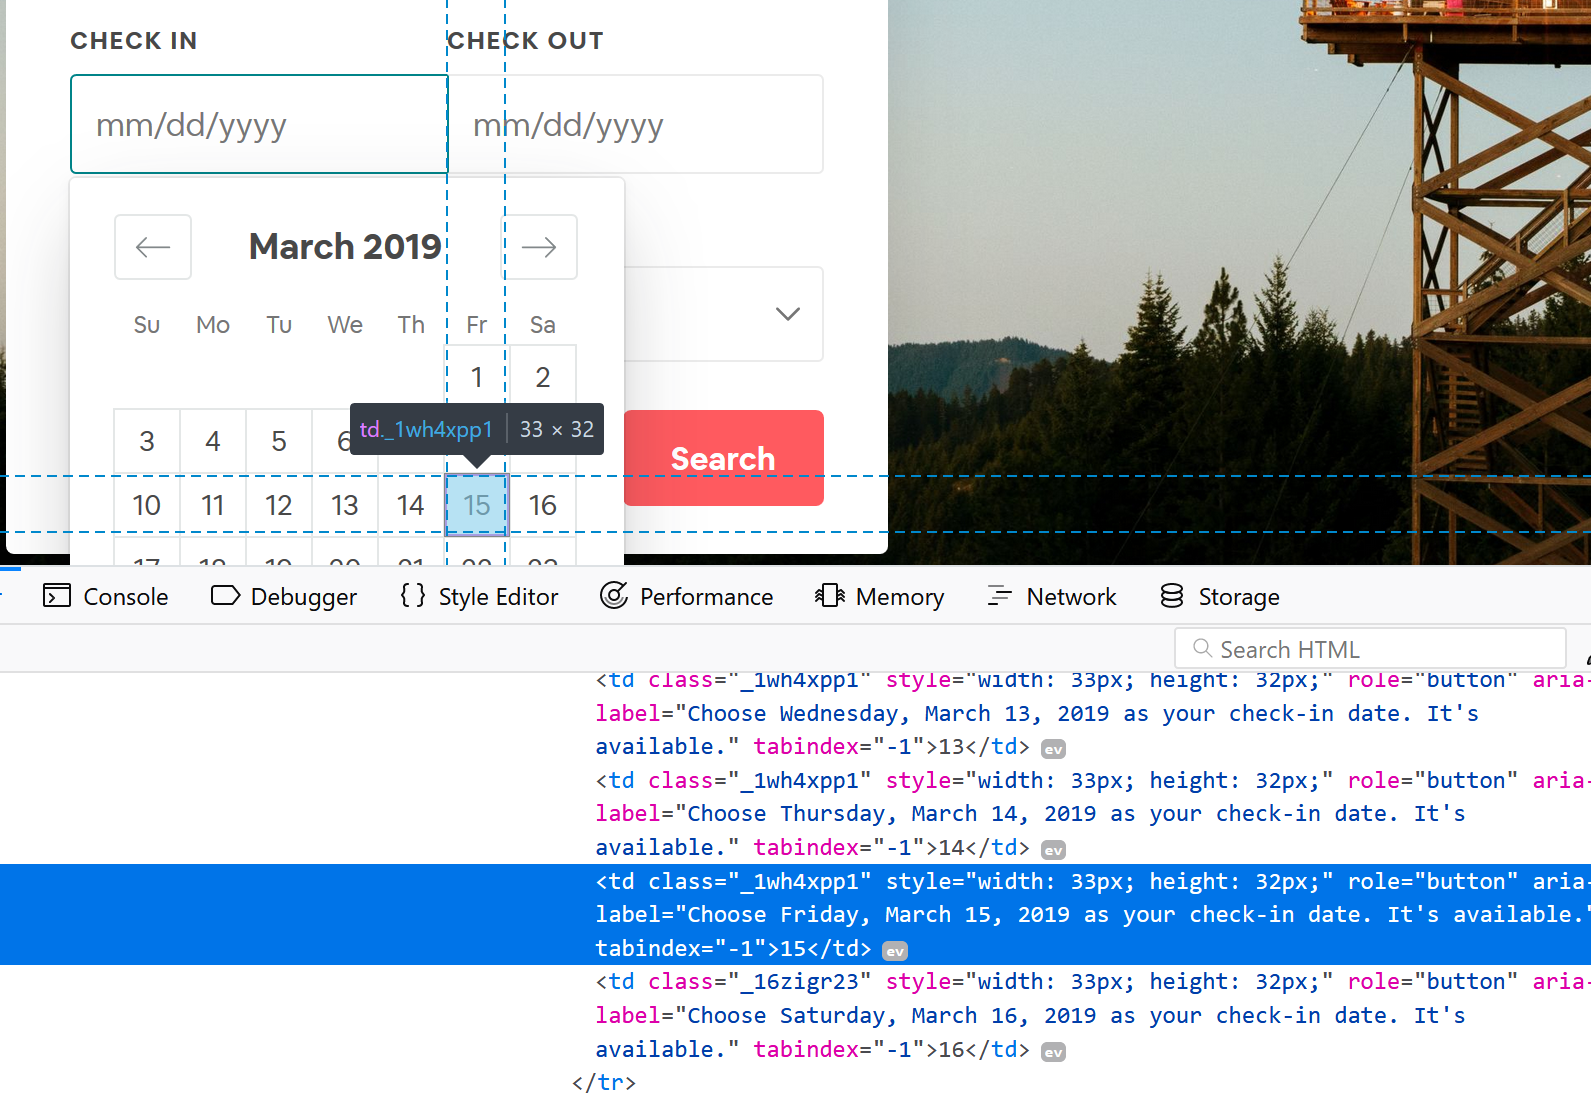 CHECK IN CHECK OUT
mm/dd/yyyy mm/dd/yyyy
March 2019
Su Mo Tu We Th Fr Sa
1 2
td._1wh4xpp1 33 × 32
3 4 5 6
Search
10 11 12 13 14 15 16
17 18 19 20 21 22 23
Console Debugger { } Style Editor Performance Memory Network Storage
Search HTML
<td class="_1wh4xpp1" style="width: 33px; height: 32px;" role="button" aria-
label="Choose Wednesday, March 13, 2019 as your check-in date. It's
available." tabindex="-1">13</td> ev
<td class="_1wh4xpp1" style="width: 33px; height: 32px;" role="button" aria-
label="Choose Thursday, March 14, 2019 as your check-in date. It's
available." tabindex="-1">14</td> ev
<td class="_1wh4xpp1" style="width: 33px; height: 32px;" role="button" aria-
label="Choose Friday, March 15, 2019 as your check-in date. It's available."
tabindex="-1">15</td> ev
<td class="_16zigr23" style="width: 33px; height: 32px;" role="button" aria-
label="Choose Saturday, March 16, 2019 as your check-in date. It's
available." tabindex="-1">16</td> ev
</tr>